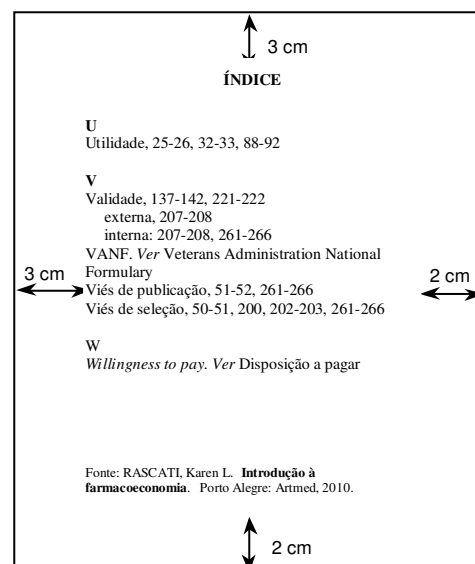 3 cm
ÍNDICE
U
Utilidade, 25-26, 32-33, 88-92
V
Validade, 137-142, 221-222
externa, 207-208
interna: 207-208, 261-266
VANF. Ver Veterans Administration National
Formulary
3 cm
2 cm
Viés de publicação, 51-52, 261-266
Viés de seleção, 50-51, 200, 202-203, 261-266
W
Willingness to pay. Ver Disposição a pagar
Fonte: RASCATI, Karen L. Introdução à
farmacoeconomia. Porto Alegre: Artmed, 2010.
2 cm